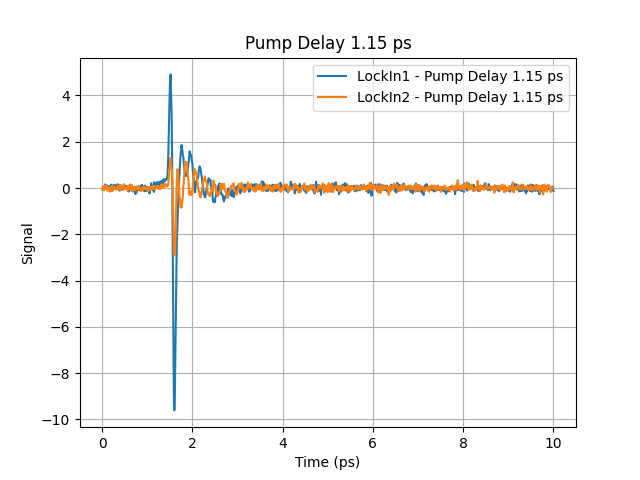 Pump Delay 1.15 ps
LockIn1 - Pump Delay 1.15 ps
LockIn2 - Pump Delay 1.15 ps
4
2
0
−2
−4
−6
−8
−10
Signal
0 2 4 6 8 10
Time (ps)